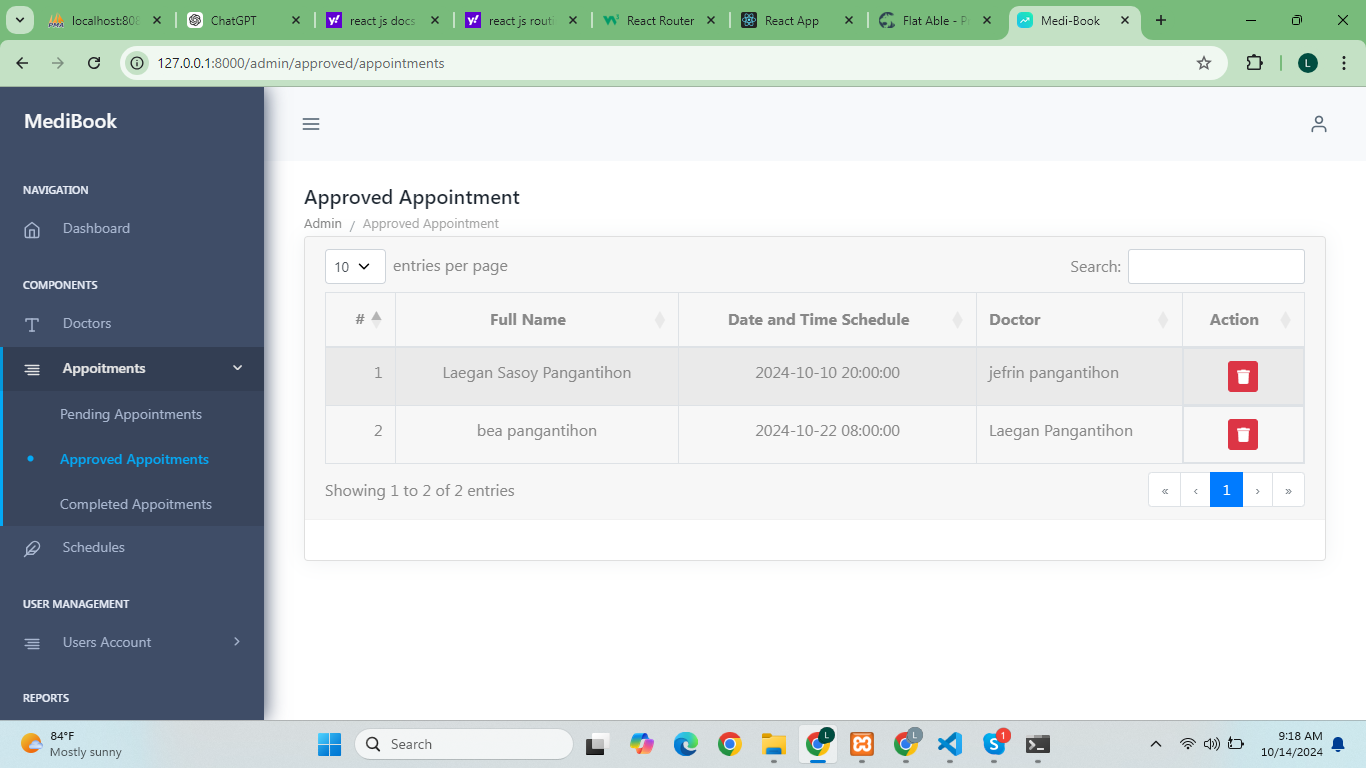 localhost:808
ChatGPT
react js docs
react js routi
React Router
React App
Flat Able - P
Medi-Book
127.0.0.1:8000/admin/approved/appointments
L
MediBook
NAVIGATION
Dashboard
COMPONENTS
Doctors
Appoitments
Pending Appointments
Approved Appoitments
Completed Appoitments
Schedules
USER MANAGEMENT
Users Account
REPORTS
Approved Appointment
Admin / Approved Appointment
10 entries per page
Search:
# Full Name Date and Time Schedule Doctor Action
1 Laegan Sasoy Pangantihon 2024-10-10 20:00:00 jefrin pangantihon
2 bea pangantihon 2024-10-22 08:00:00 Laegan Pangantihon
Showing 1 to 2 of 2 entries
« ‹ 1 › »
84°F
Mostly sunny
Search
L
L
1
9:18 AM
10/14/2024